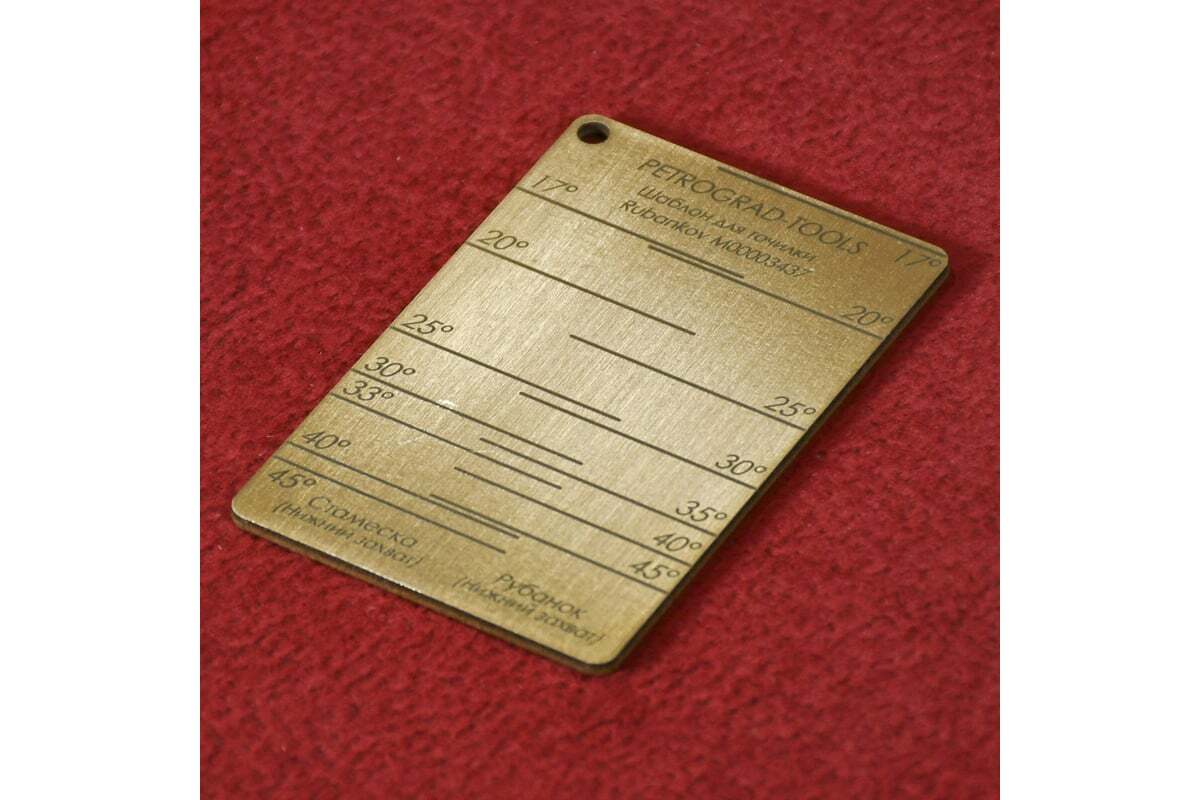 PETROGRAD-TOOLS
Шаблон для точилки
Rubankov M00003437
17° 17°
20° 20°
25° 25°
30° 30°
33° 35°
40° 40°
45° 45°
Стамеска
(Нижний захват)
Рубанок
(Нижний захват)